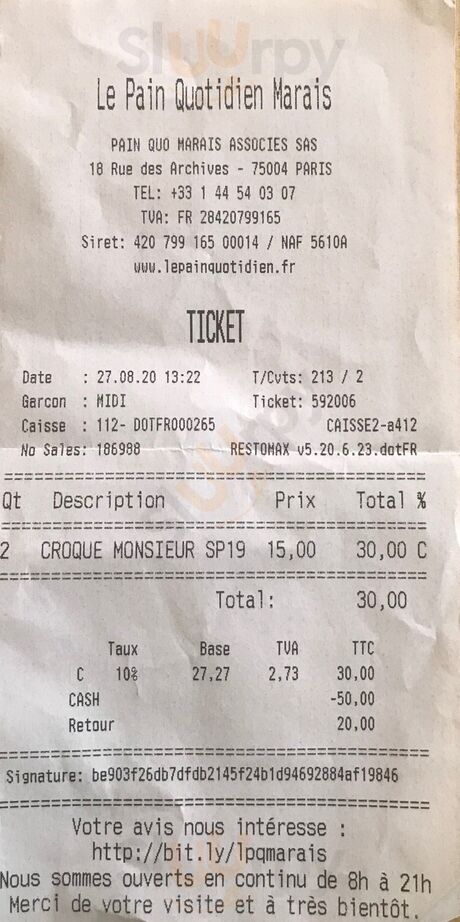 Sluurpy
Le Pain Quotidien Marais
PAIN QUO MARAIS ASSOCIES SAS
18 Rue des Archives - 75004 PARIS
TEL: +33 1 44 54 03 07
TVA: FR 28420799165
Siret: 420 799 165 00014 / NAF 5610A
www.lepainquotidien.fr
TICKET
Date : 27.08.20 13:22 T/Cvts: 213 / 2
Garcon : MIDI Ticket: 592006
Caisse : 112- DOTFR000265 CAISSE2-a412
No Sales: 186988 RESTOMAX v5.20.6.23.dotFR
Qt Description Prix Total %
2 CROQUE MONSIEUR SP19 15,00 30,00 C
Total: 30,00
Taux Base TVA TTC
C 10% 27,27 2,73 30,00
CASH -50,00
Retour 20,00
Signature: be903f26db7dfdb2145f24b1d94692884af19846
Votre avis nous intéresse :
http://bit.ly/lpqmarais
Nous sommes ouverts en continu de 8h à 21h
Merci de votre visite et à très bientôt.